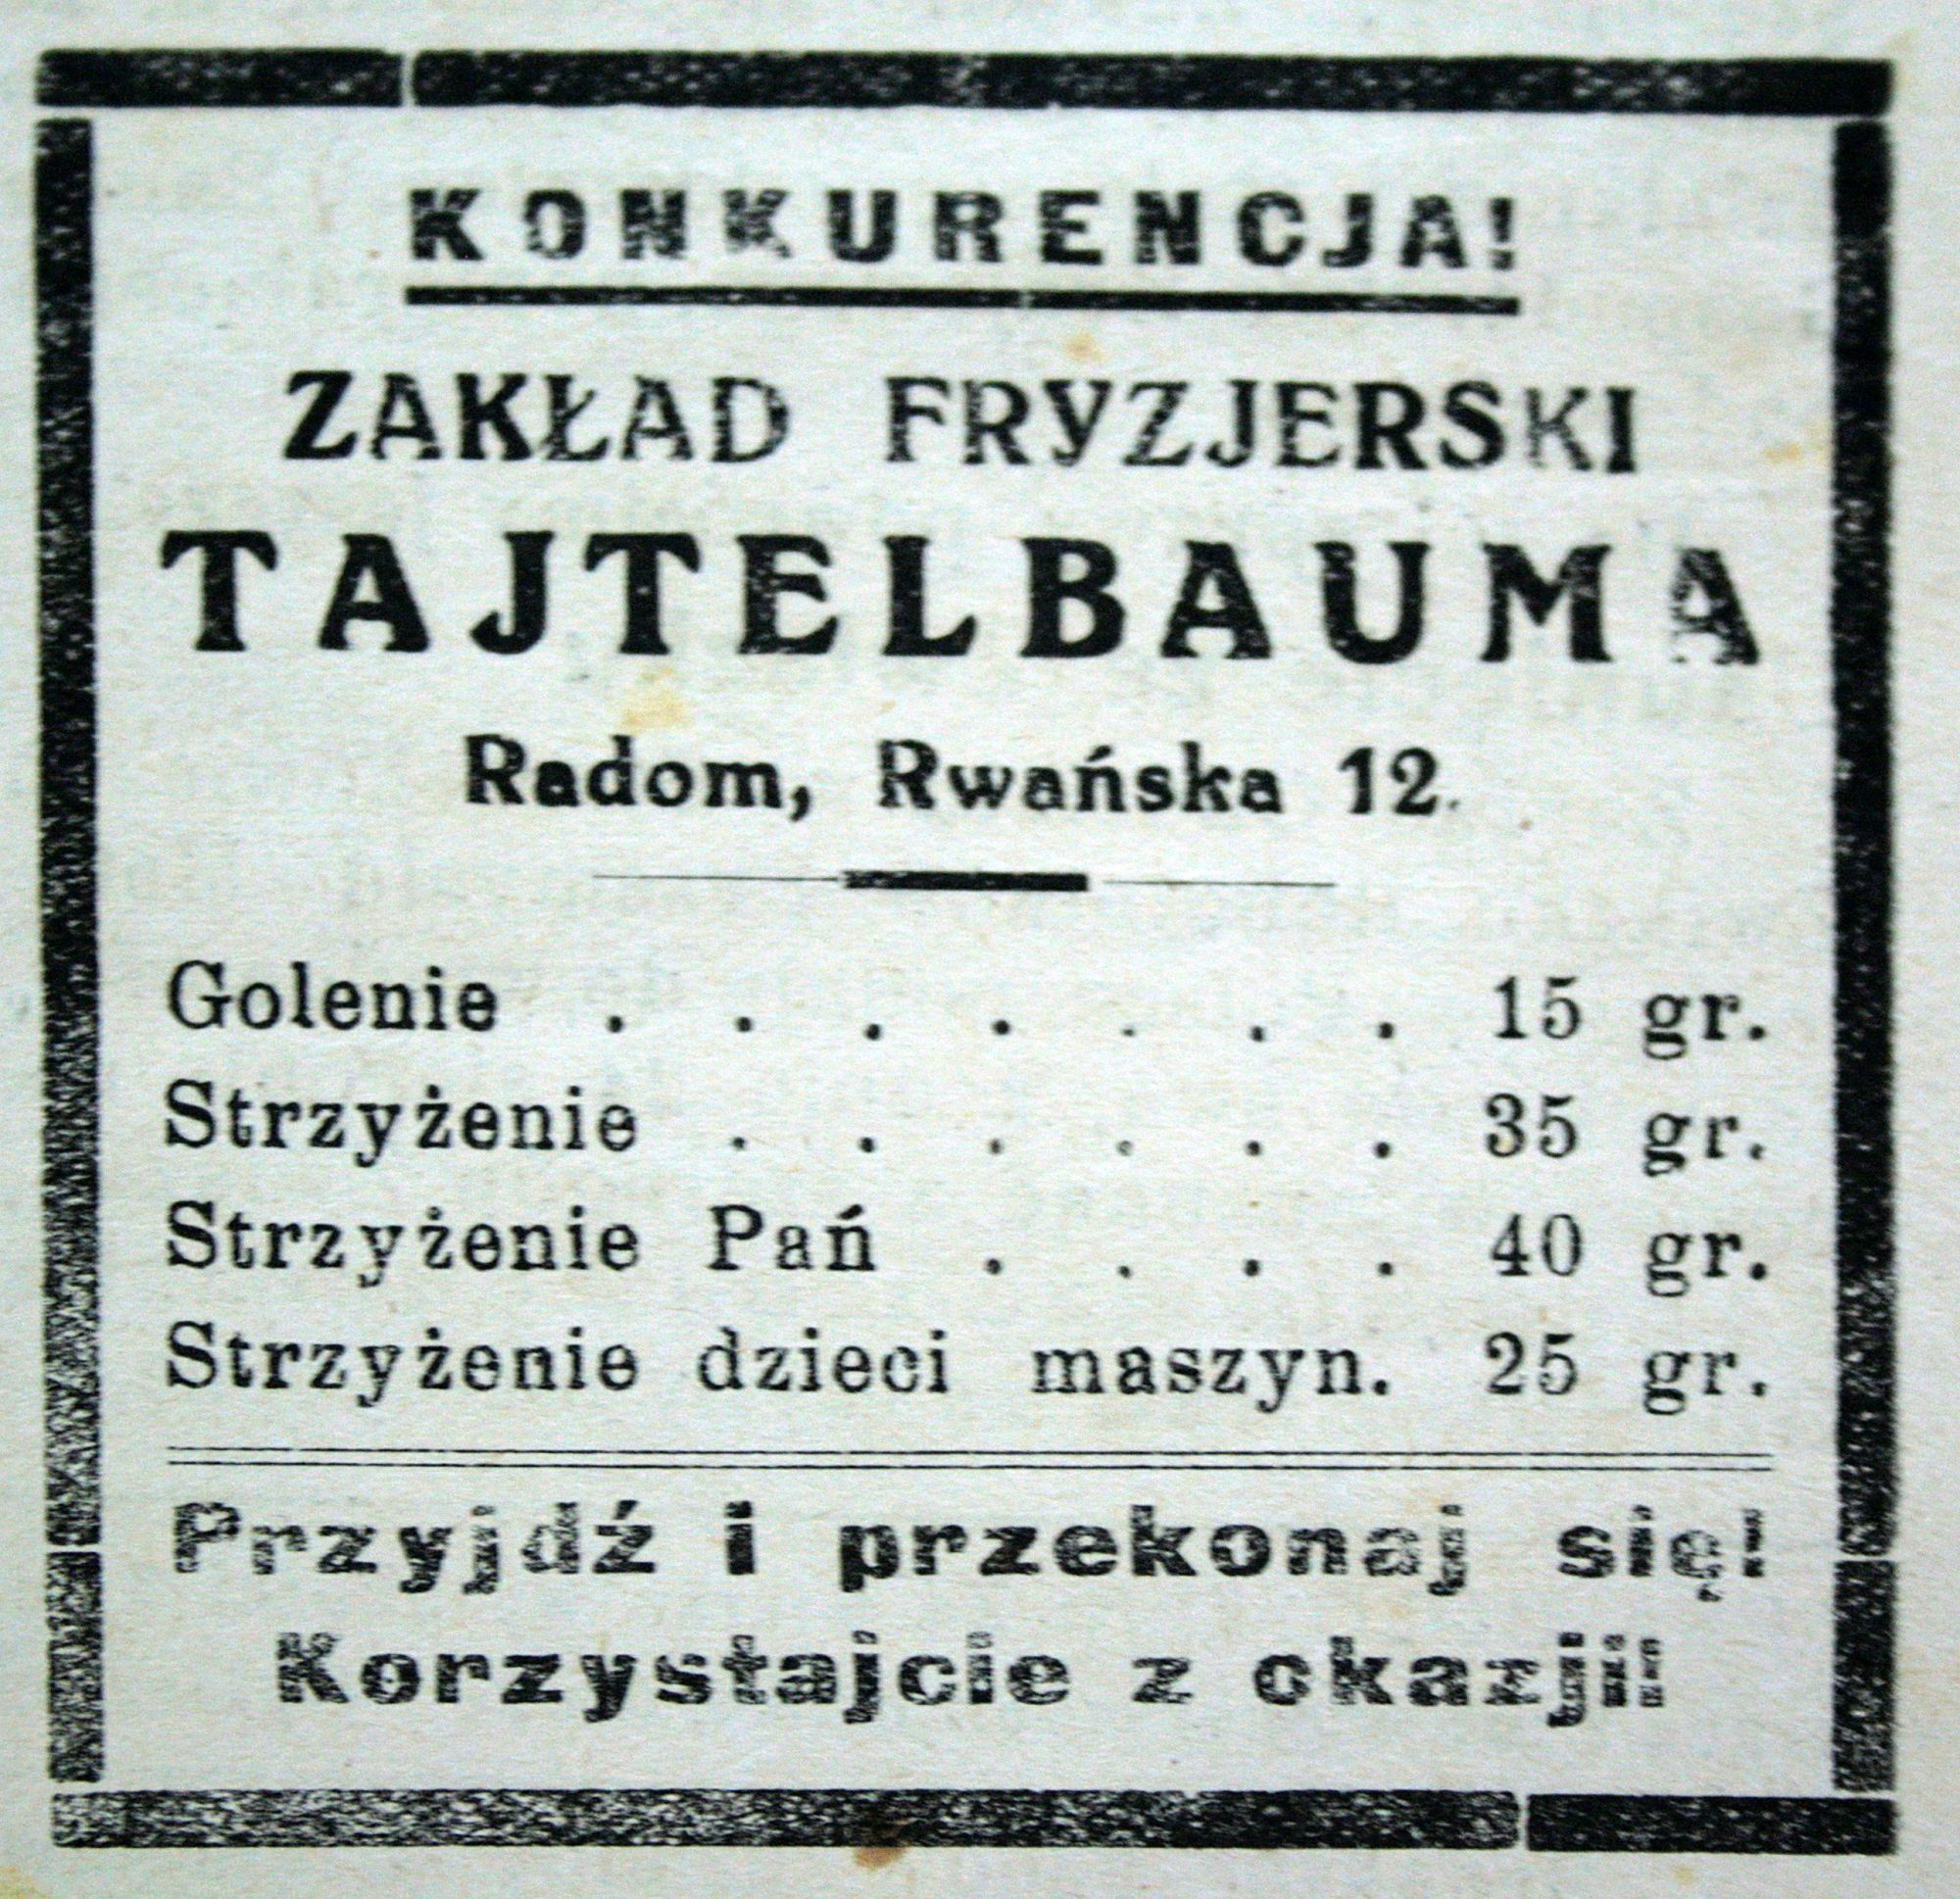 KONKURENCJA!
ZAKŁAD FRYZJERSKI
TAJTELBAUMA
Radom, Rwańska 12.
Golenie . . . . . . . 15 gr.
Strzyżenie . . . . . . 35 gr.
Strzyżenie Pań . . . . 40 gr.
Strzyżenie dzieci maszyn. 25 gr.
Przyjdź i przekonaj się!
Korzystajcie z okazji!